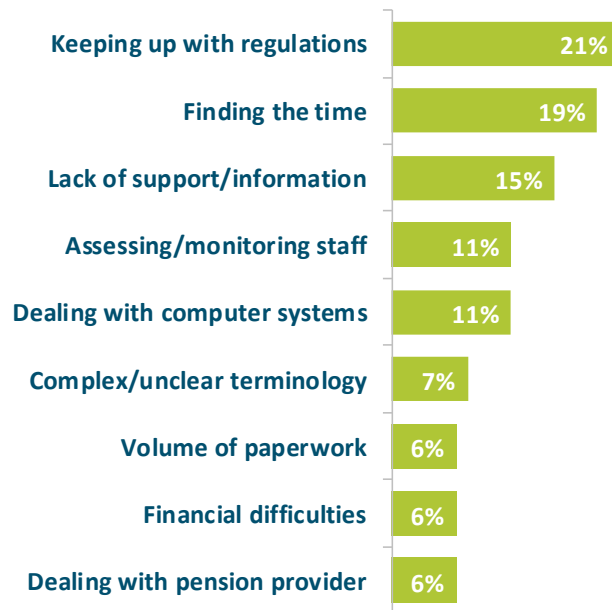 Keeping up with regulations 21%
Finding the time 19%
Lack of support/information 15%
Assessing/monitoring staff 11%
Dealing with computer systems 11%
Complex/unclear terminology 7%
Volume of paperwork 6%
Financial difficulties 6%
Dealing with pension provider 6%